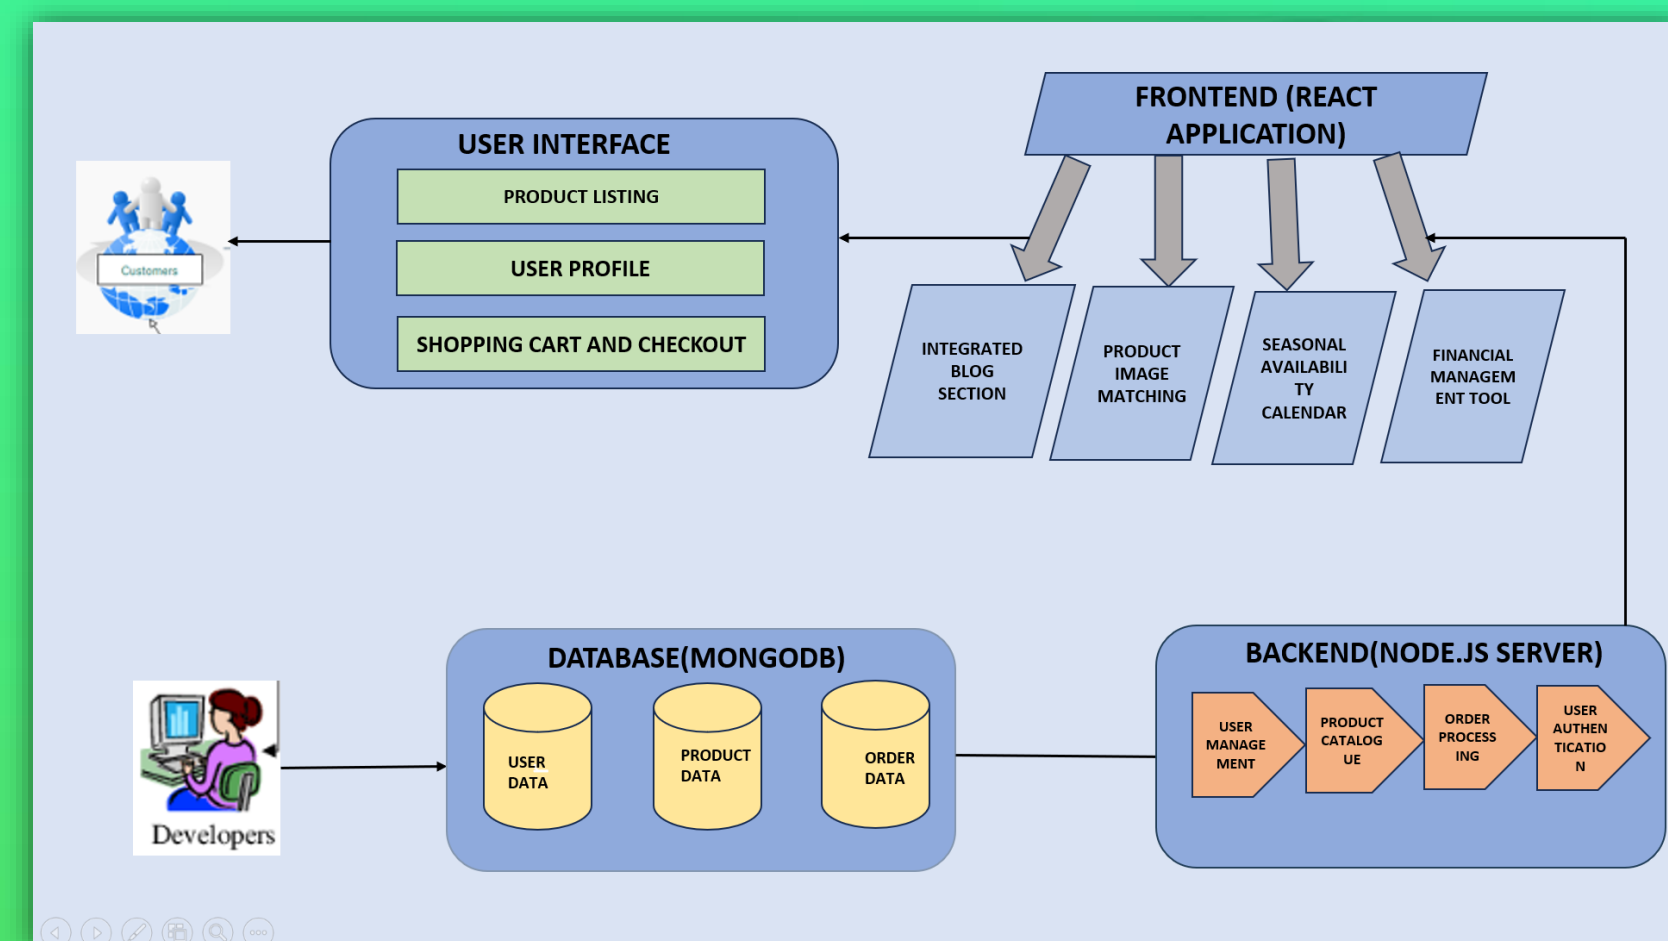 FRONTEND (REACT
APPLICATION)
USER INTERFACE
PRODUCT LISTING
USER PROFILE
SHOPPING CART AND CHECKOUT
Customers
INTEGRATED
BLOG
SECTION
PRODUCT
IMAGE
MATCHING
SEASONAL
AVAILABILI
TY
CALENDAR
FINANCIAL
MANAGEM
ENT TOOL
Developers
DATABASE(MONGODB)
USER
DATA
PRODUCT
DATA
ORDER
DATA
BACKEND(NODE.JS SERVER)
USER
MANAGE
MENT
PRODUCT
CATALOG
UE
ORDER
PROCESS
ING
USER
AUTHEN
TICATIO
N